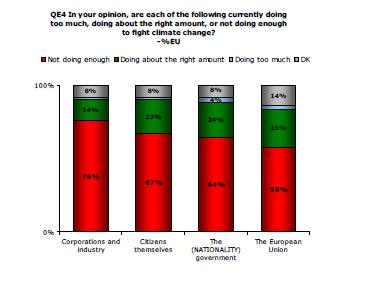 QE4 In your opinion, are each of the following currently doing
too much, doing about the right amount, or not doing enough
to fight climate change?
-%EU
Not doing enough Doing about the right amount Doing too much DK
100%
8% 8% 8% 14%
4%
14% 23% 24% 25%
76% 67% 64% 58%
0%
Corporations and industry
Citizens themselves
The (NATIONALITY) government
The European Union